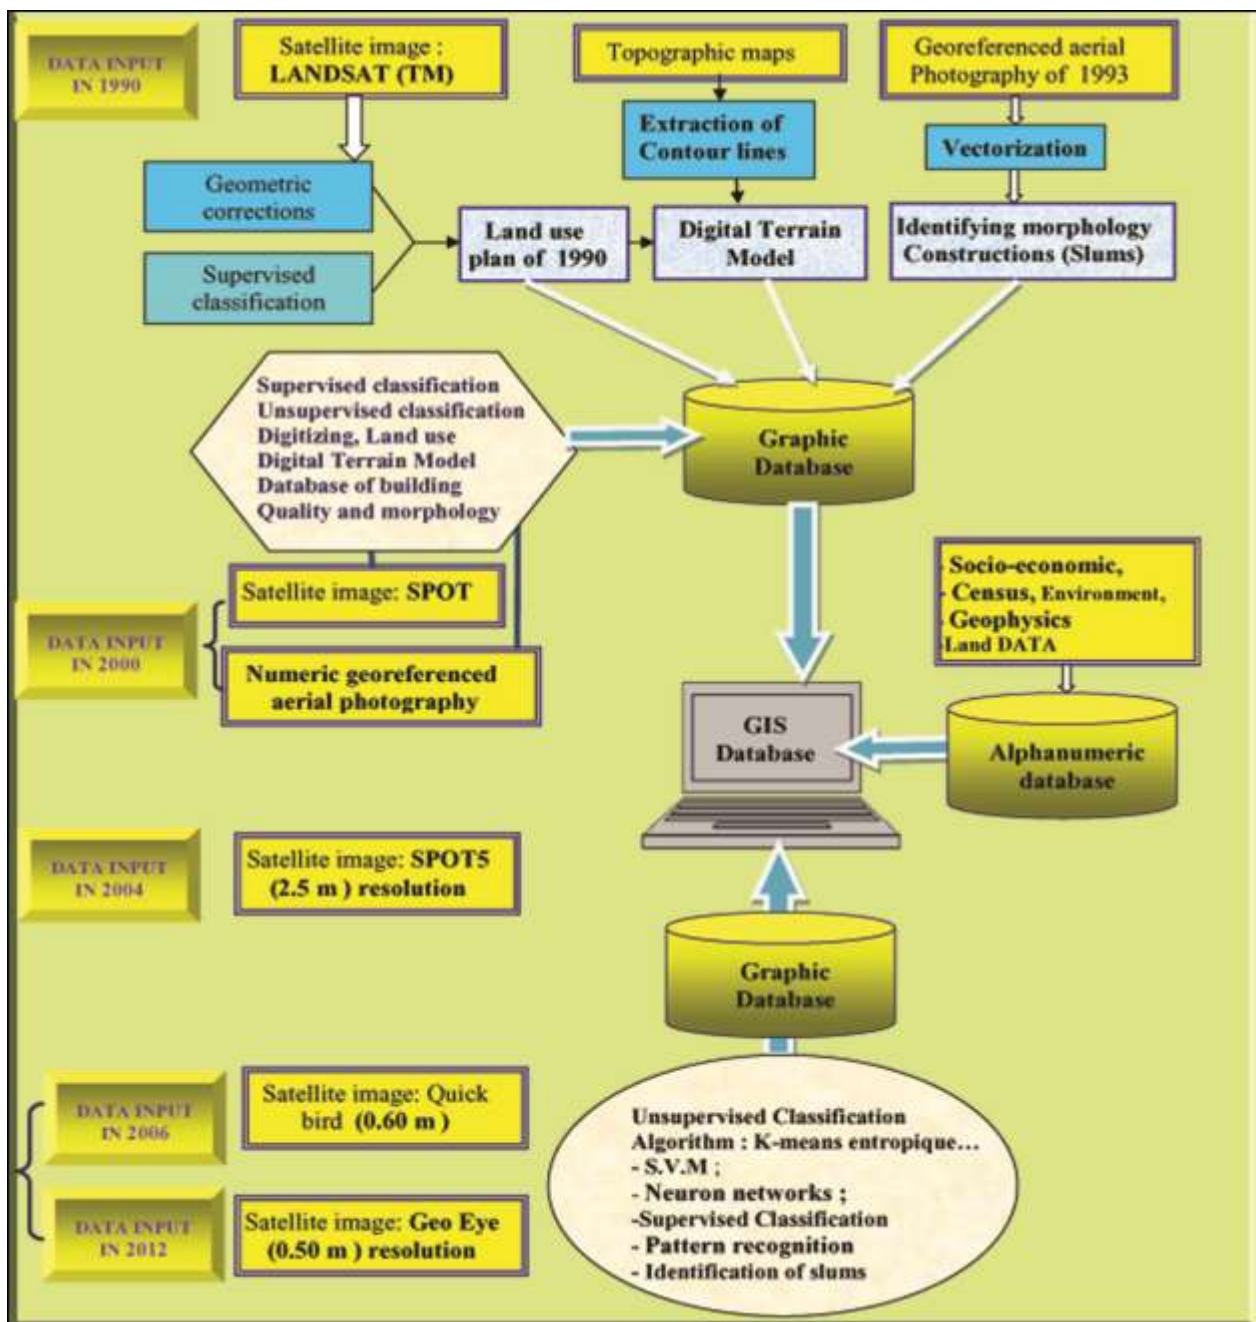 DATA INPUT
IN 1990
Satellite image :
LANDSAT (TM)
Topographic maps
Georeferenced aerial
Photography of 1993
Extraction of
Contour lines
Vectorization
Geometric
corrections
Supervised
classification
Land use
plan of 1990
Digital Terrain
Model
Identifying morphology
Constructions (Slums)
Supervised classification
Unsupervised classification
Digitizing, Land use
Digital Terrain Model
Database of building
Quality and morphology
Graphic
Database
DATA INPUT
IN 2000
Satellite image: SPOT
Numeric georeferenced
aerial photography
- Socio-economic,
- Census, Environment,
- Geophysics
-Land DATA
GIS
Database
Alphanumeric
database
DATA INPUT
IN 2004
Satellite image: SPOT5
(2.5 m ) resolution
Graphic
Database
DATA INPUT
IN 2006
Satellite image: Quick
bird (0.60 m )
DATA INPUT
IN 2012
Satellite image: Geo Eye
(0.50 m ) resolution
Unsupervised Classification
Algorithm : K-means entropique…
- S.V.M ;
- Neuron networks ;
-Supervised Classification
- Pattern recognition
- Identification of slums